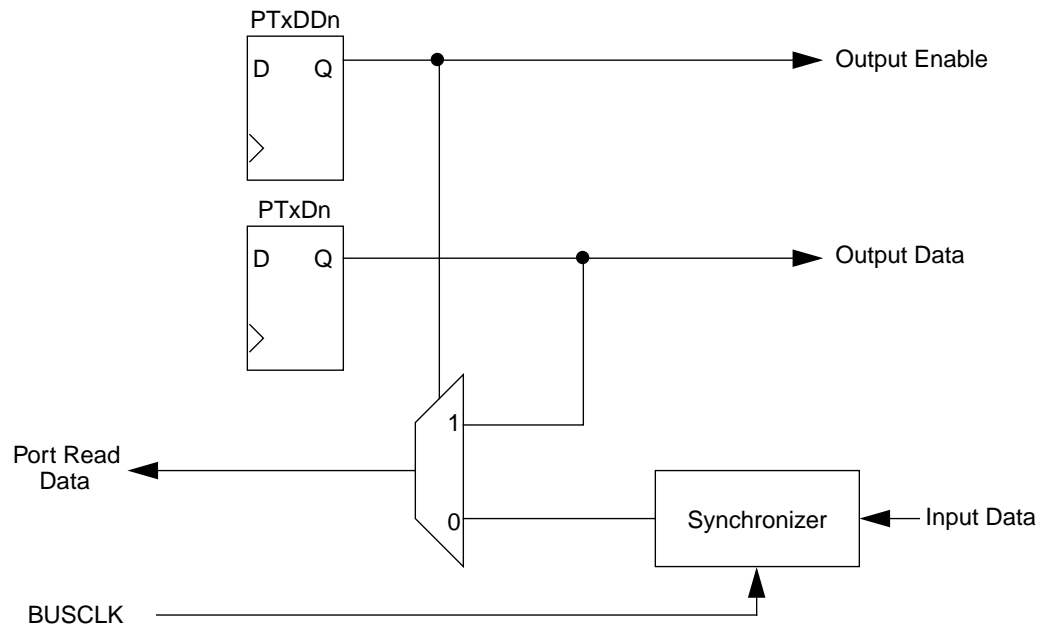 PTxDDn
D Q
Output Enable
PTxDn
D Q
Output Data
1
Port Read
Data
0
Synchronizer
Input Data
BUSCLK